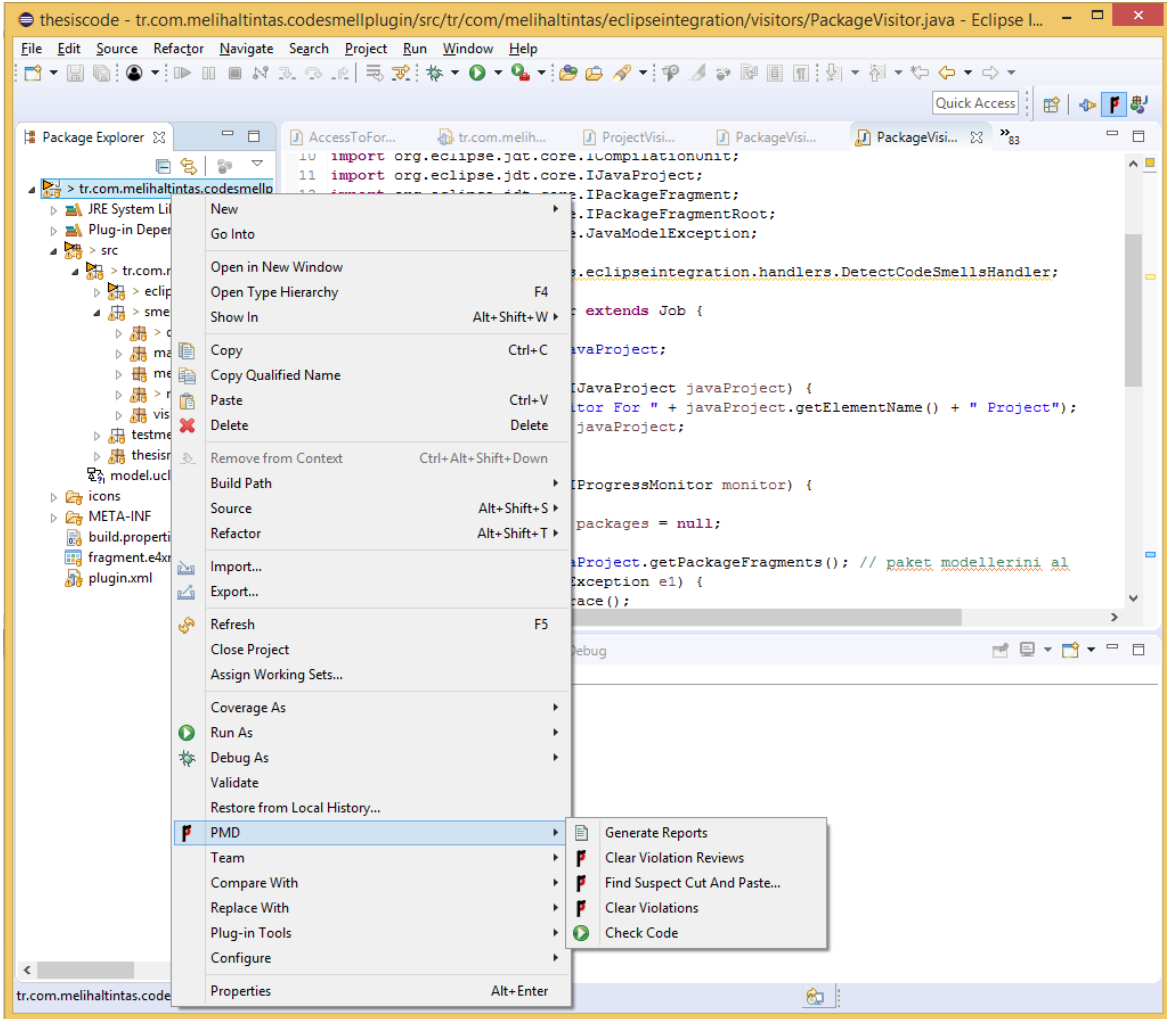 thesiscode - tr.com.melihaltintas.codesmellplugin/src/tr/com/melihaltintas/eclipseintegration/visitors/PackageVisitor.java - Eclipse I...
File Edit Source Refactor Navigate Search Project Run Window Help
Quick Access
Package Explorer
AccessToFor... tr.com.melih... ProjectVisi... PackageVisi... PackageVisi... »83
> tr.com.melihaltintas.codesmellp
JRE System Li
Plug-in Deper
> src
> tr.com.r
> eclip
> sme
> c
ma
me
> r
vis
testme
thesisr
model.ucl
icons
META-INF
build.properti
fragment.e4xr
plugin.xml
10 import org.eclipse.jdt.core.ICompilationUnit;
11 import org.eclipse.jdt.core.IJavaProject;
12 import org.eclipse.jdt.core.IPackageFragment;
e.IPackageFragmentRoot;
e.JavaModelException;
s.eclipseintegration.handlers.DetectCodeSmellsHandler;
r extends Job {
avaProject;
IJavaProject javaProject) {
itor For " + javaProject.getElementName() + " Project");
javaProject;
IProgressMonitor monitor) {
packages = null;
aProject.getPackageFragments(); // paket modellerini al
Exception e1) {
race();
Debug
New
Go Into
Open in New Window
Open Type Hierarchy F4
Show In Alt+Shift+W
Copy Ctrl+C
Copy Qualified Name
Paste Ctrl+V
Delete Delete
Remove from Context Ctrl+Alt+Shift+Down
Build Path
Source Alt+Shift+S
Refactor Alt+Shift+T
Import...
Export...
Refresh F5
Close Project
Assign Working Sets...
Coverage As
Run As
Debug As
Validate
Restore from Local History...
PMD
Team
Compare With
Replace With
Plug-in Tools
Configure
Properties Alt+Enter
Generate Reports
Clear Violation Reviews
Find Suspect Cut And Paste...
Clear Violations
Check Code
tr.com.melihaltintas.code